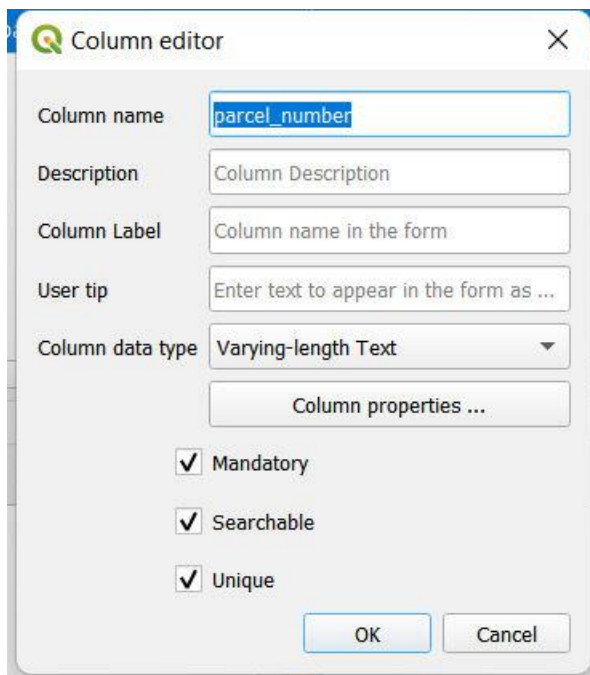 Column editor
Column name parcel_number
Description Column Description
Column Label Column name in the form
User tip Enter text to appear in the form as ...
Column data type Varying-length Text
Column properties ...
Mandatory
Searchable
Unique
OK Cancel